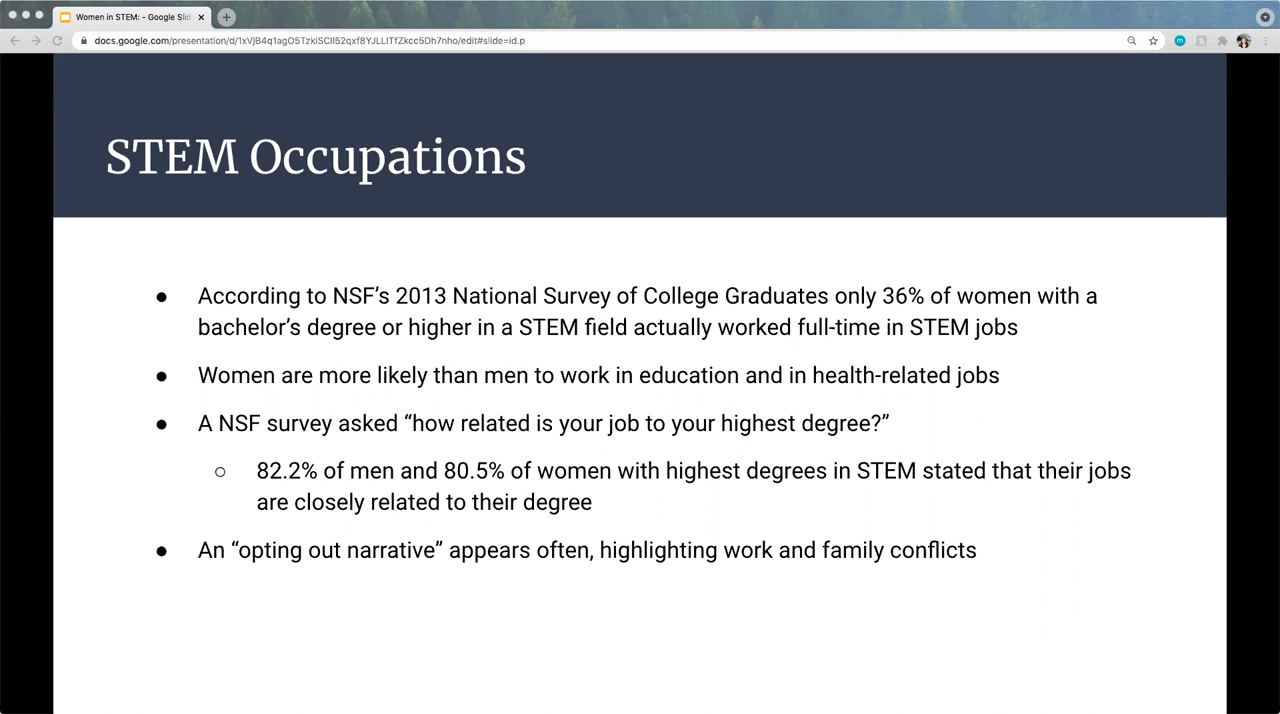 Women in STEM: - Google Slid
docs.google.com/presentation/d/1xVjB4q1agO5TzkiSCIl52qxf8YJLLlTfZkcc5Dh7nho/edit#slide=id.p
STEM Occupations
● According to NSF's 2013 National Survey of College Graduates only 36% of women with a
bachelor's degree or higher in a STEM field actually worked full-time in STEM jobs
● Women are more likely than men to work in education and in health-related jobs
● A NSF survey asked “how related is your job to your highest degree?”
○ 82.2% of men and 80.5% of women with highest degrees in STEM stated that their jobs
are closely related to their degree
● An “opting out narrative” appears often, highlighting work and family conflicts